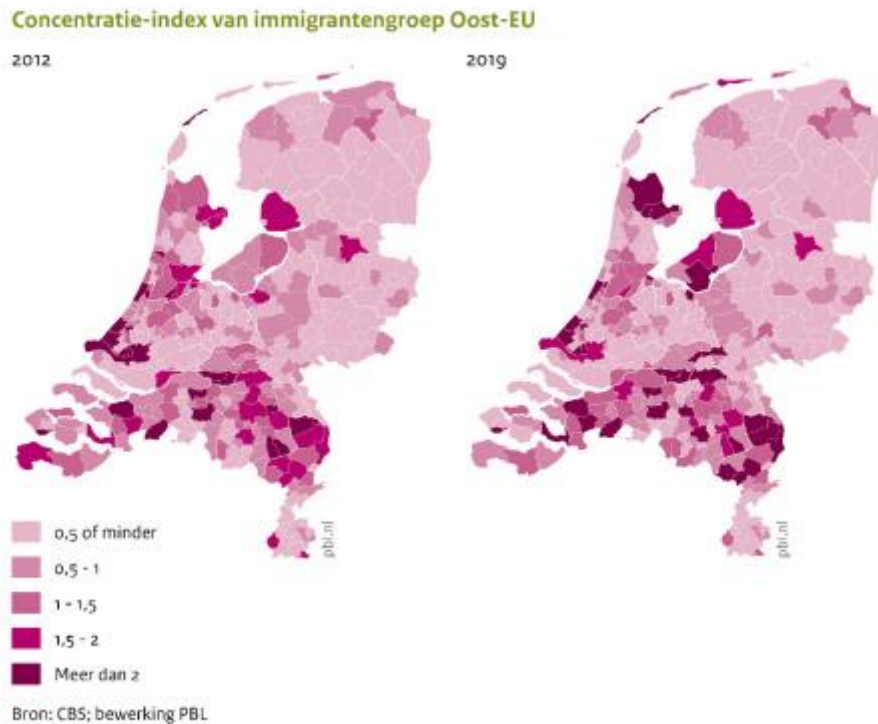 Concentratie-index van immigrantengroep Oost-EU
2012
2019
pbl.nl
pbl.nl
0,5 of minder
0,5 - 1
1 - 1,5
1,5 - 2
Meer dan 2
Bron: CBS; bewerking PBL